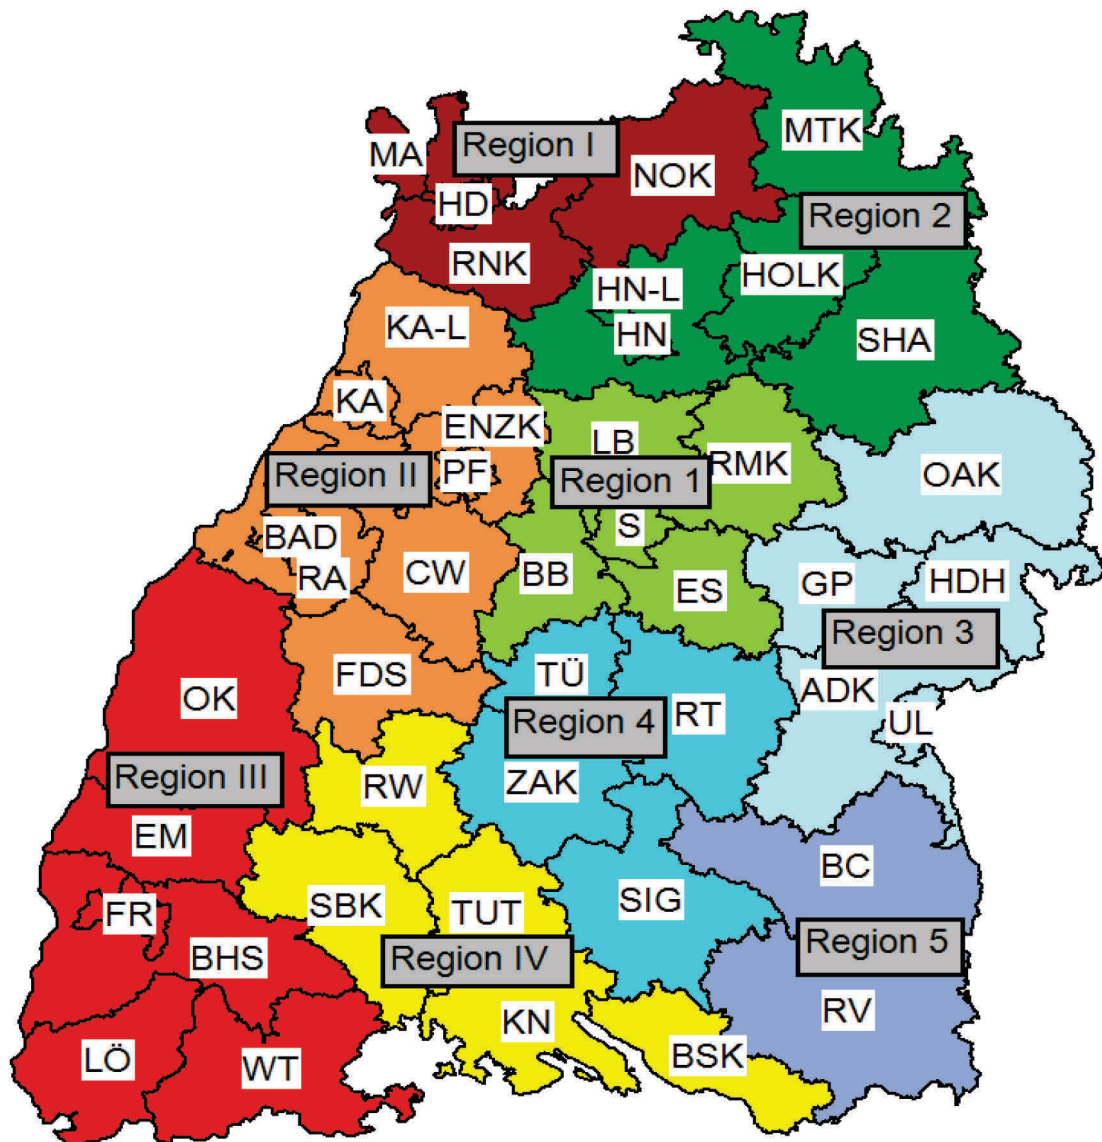 MTK
MA
Region I
NOK
HD
Region 2
RNK
HN-L
HOLK
KA-L
HN
SHA
KA
ENZK
LB
RMK
OAK
Region II
PF
Region 1
S
BAD
RA
CW
BB
ES
GP
HDH
Region 3
FDS
TÜ
OK
RT
ADK
UL
Region 4
Region III
RW
ZAK
EM
BC
FR
SBK
TUT
SIG
BHS
Region IV
Region 5
KN
RV
LÖ
WT
BSK